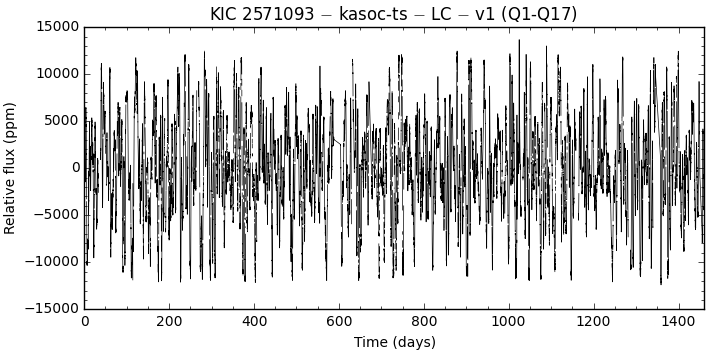 KIC 2571093 − kasoc-ts − LC − v1 (Q1-Q17)
15000
10000
5000
0
−5000
−10000
−15000
Relative flux (ppm)
0 200 400 600 800 1000 1200 1400
Time (days)